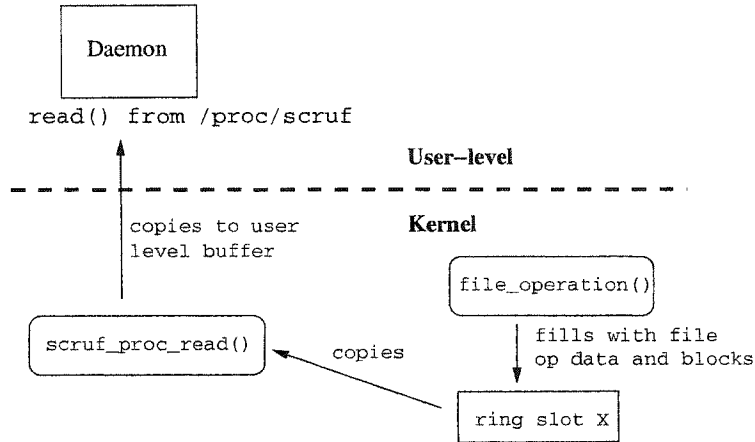 Daemon
read() from /proc/scruf
User-level
copies to user
level buffer
Kernel
file_operation()
fills with file
op data and blocks
scruf_proc_read()
copies
ring slot X